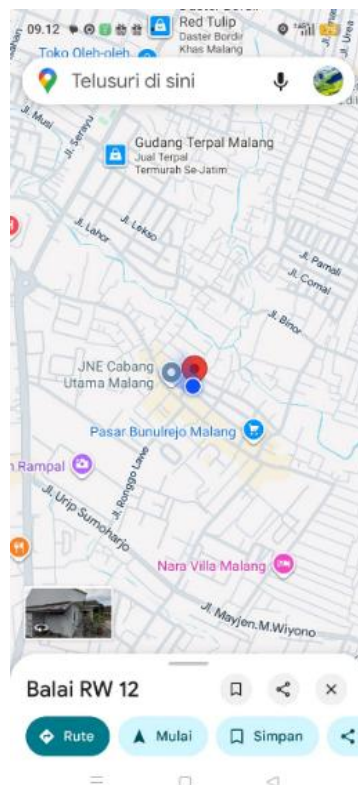 09.12
Red Tulip
Daster Bordir
Khas Malang
Toko Oleh-oleh
Telusuri di sini
Jl. Musi
Jl. Serayu
Gudang Terpal Malang
Jual Terpal
Termurah Se-Jatim
Jl. Lahor
Jl. Lekso
Jl. Pamali
Jl. Comal
Jl. Binor
JNE Cabang
Utama Malang
Pasar Bunulrejo Malang
Rampal
Jl. Ronggo Lawe
Jl. Urip Sumoharjo
Nara Villa Malang
Jl. Mayjen.M.Wiyono
Balai RW 12
Rute
Mulai
Simpan